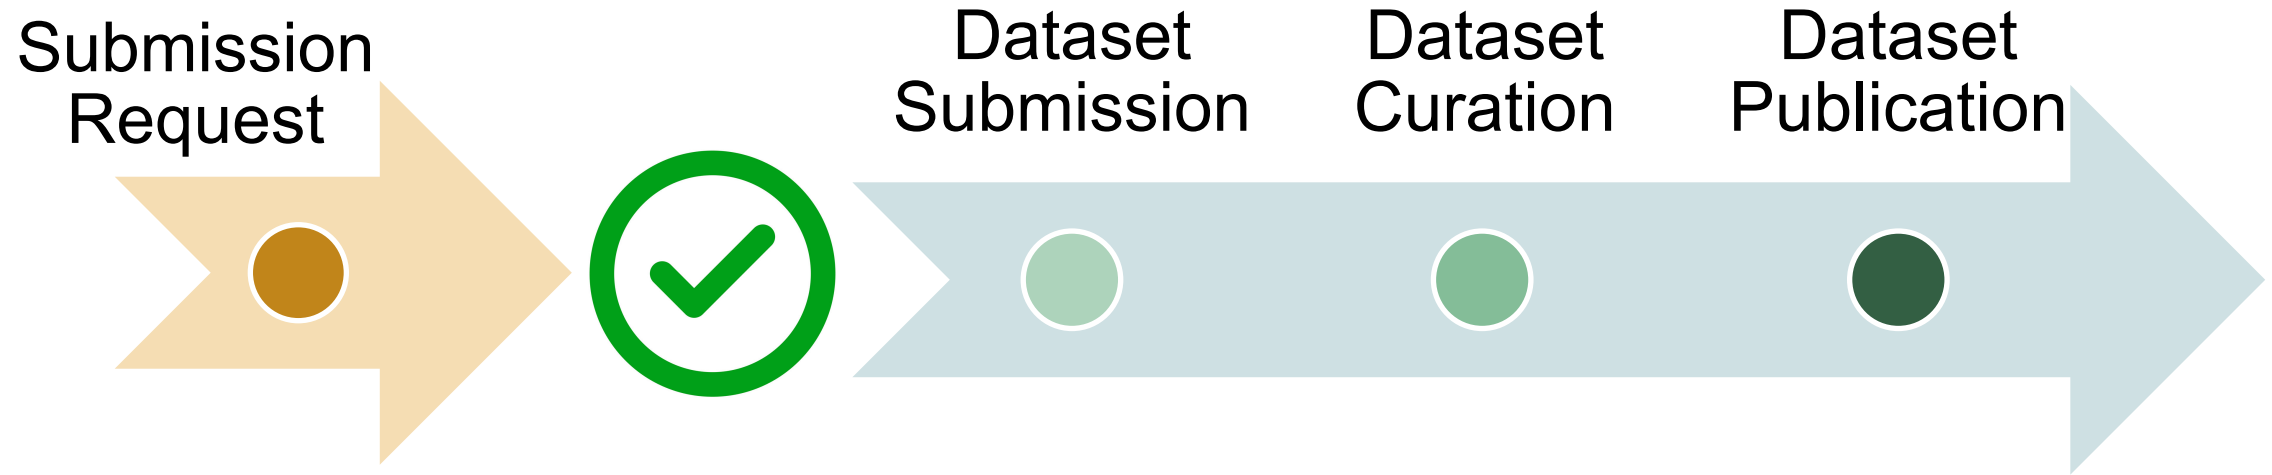 Submission
Request
Dataset
Submission
Dataset
Curation
Dataset
Publication